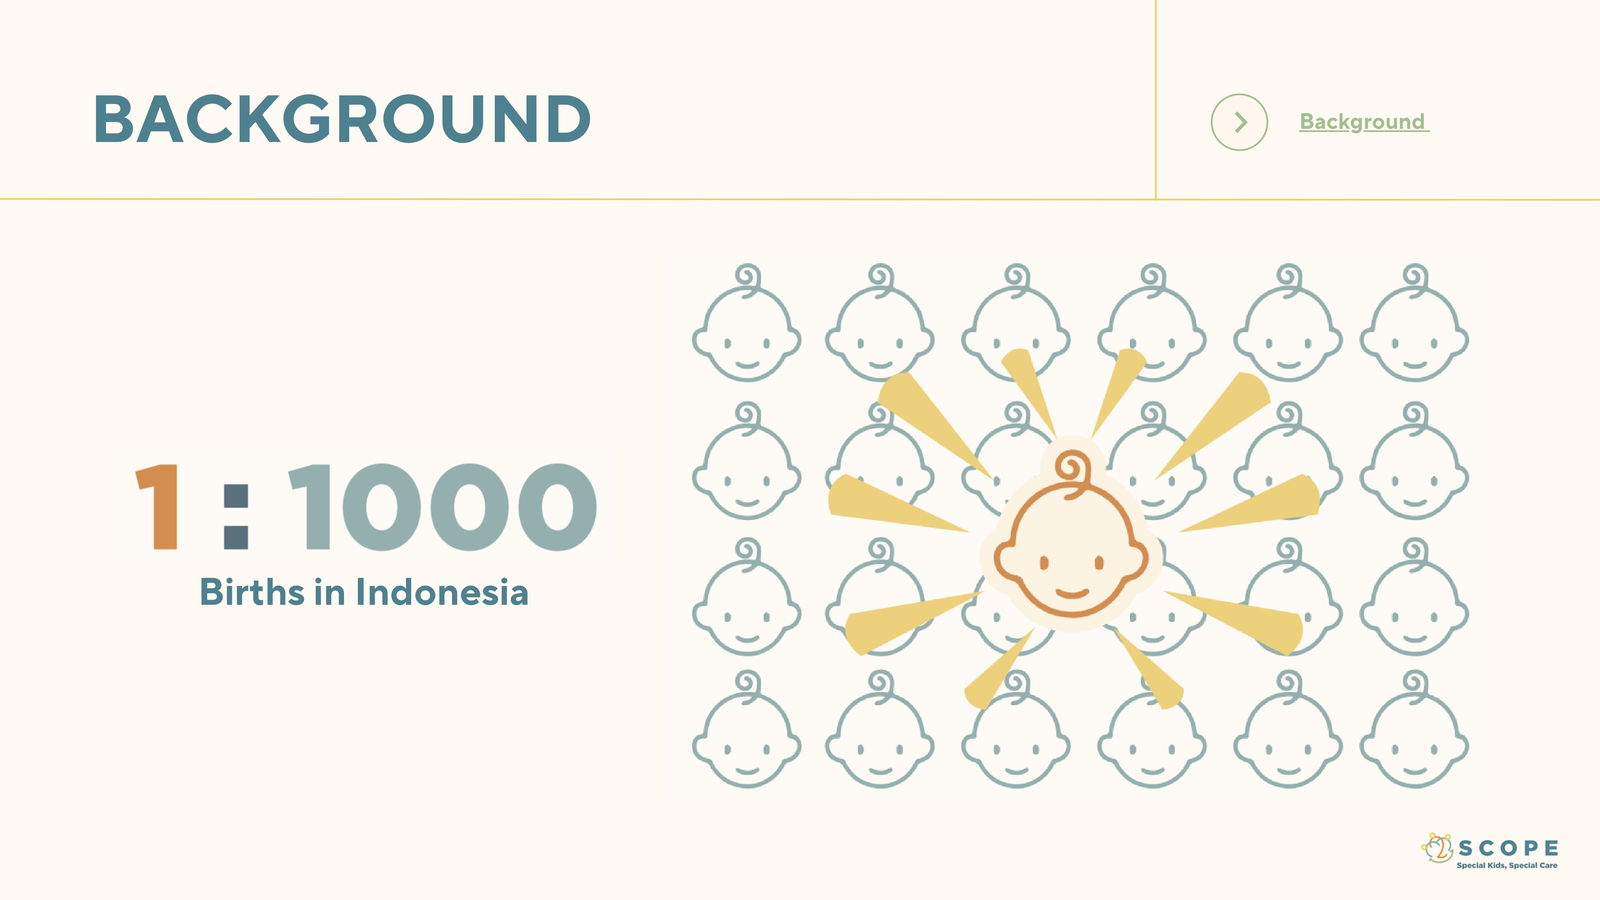 BACKGROUND
Background
1 : 1000
Births in Indonesia
SCOPE
Special Kids, Special Care